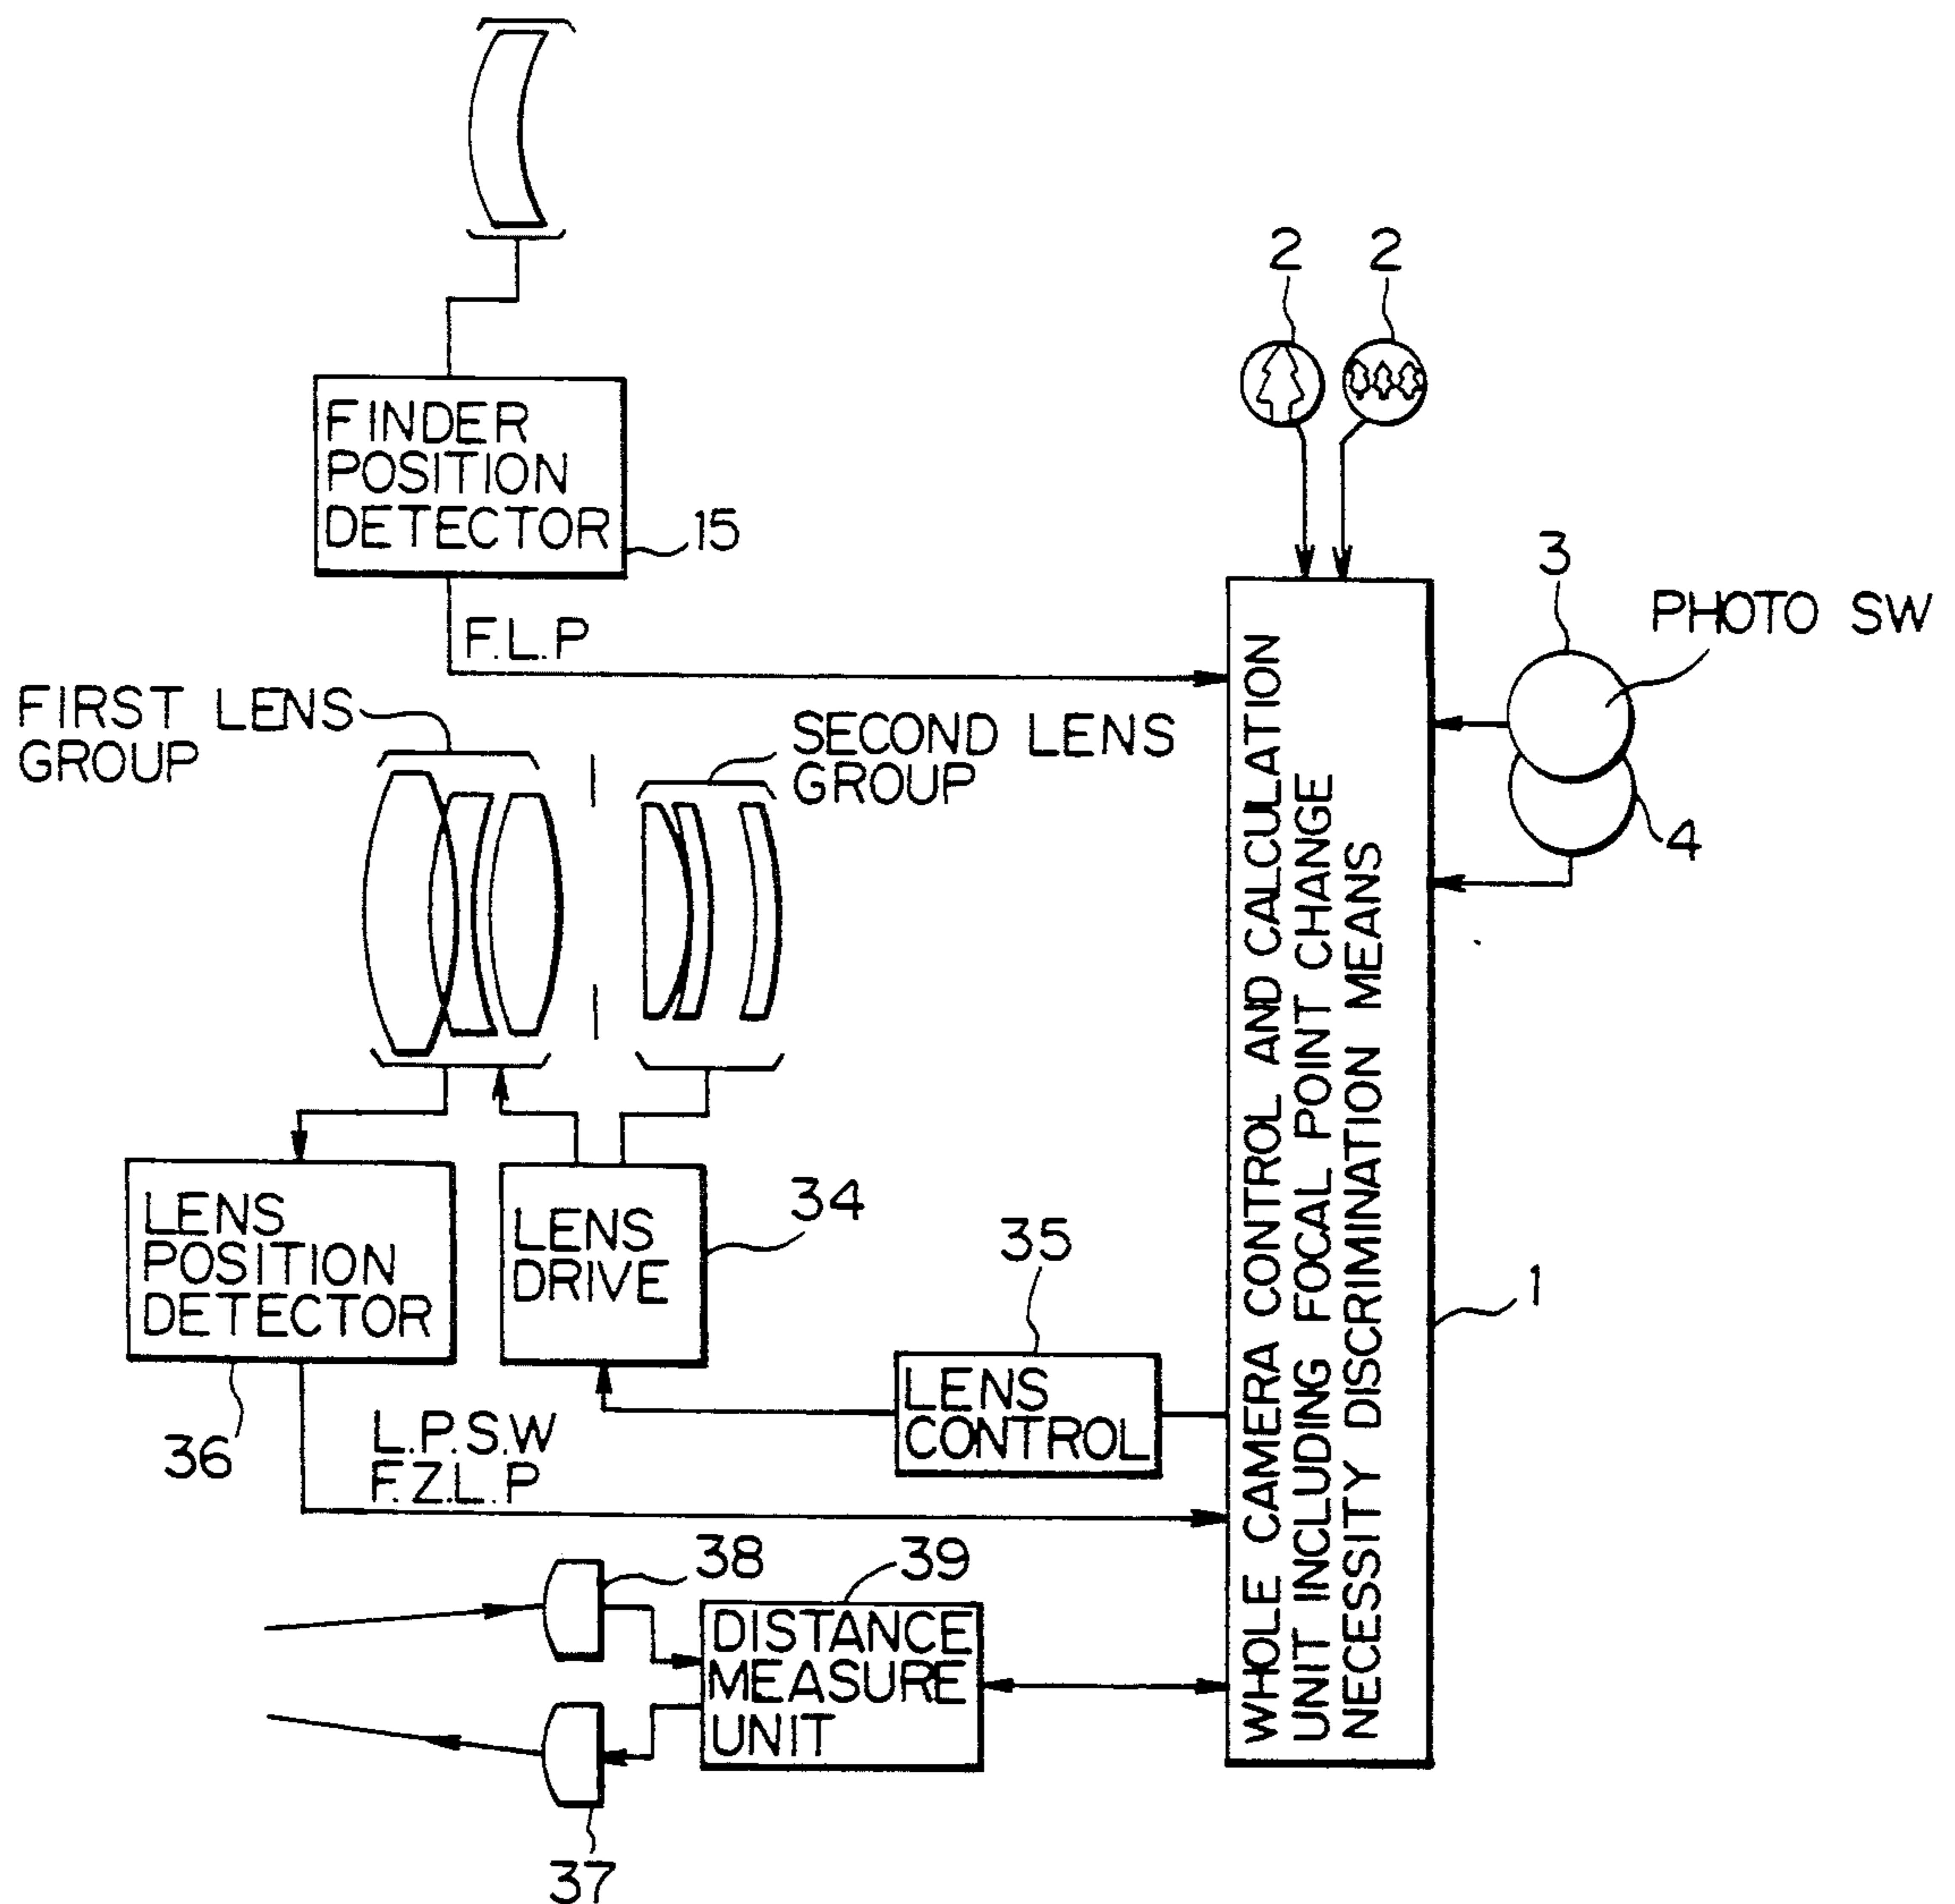 2
2
FINDER
POSITION
DETECTOR
15
3
PHOTO SW
F.L.P
FIRST LENS
GROUP
SECOND LENS
GROUP
4
WHOLE CAMERA CONTROL AND CALCULATION
UNIT INCLUDING FOCAL POINT CHANGE
NECESSITY DISCRIMINATION MEANS
1
LENS
POSITION
DETECTOR
36
LENS
DRIVE
34
35
LENS
CONTROL
L.P.S.W
F.Z.L.P
38
39
DISTANCE
MEASURE
UNIT
37